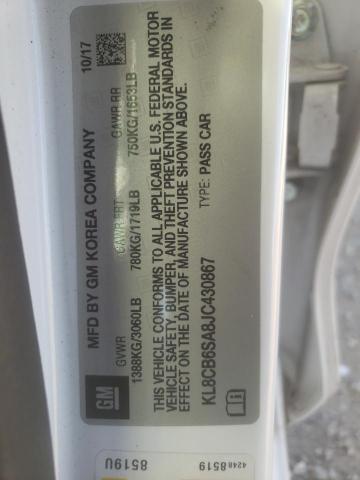 MFD BY GM KOREA COMPANY 10/17
GVWR GAWR FRT GAWR RR
1388KG/3060LB 780KG/1719LB 750KG/1653LB
THIS VEHICLE CONFORMS TO ALL APPLICABLE U.S. FEDERAL MOTOR
VEHICLE SAFETY, BUMPER, AND THEFT PREVENTION STANDARDS IN
EFFECT ON THE DATE OF MANUFACTURE SHOWN ABOVE.
TYPE: PASS CAR
KL8CB6SA8JC430867
GM
4248 8519
8519U